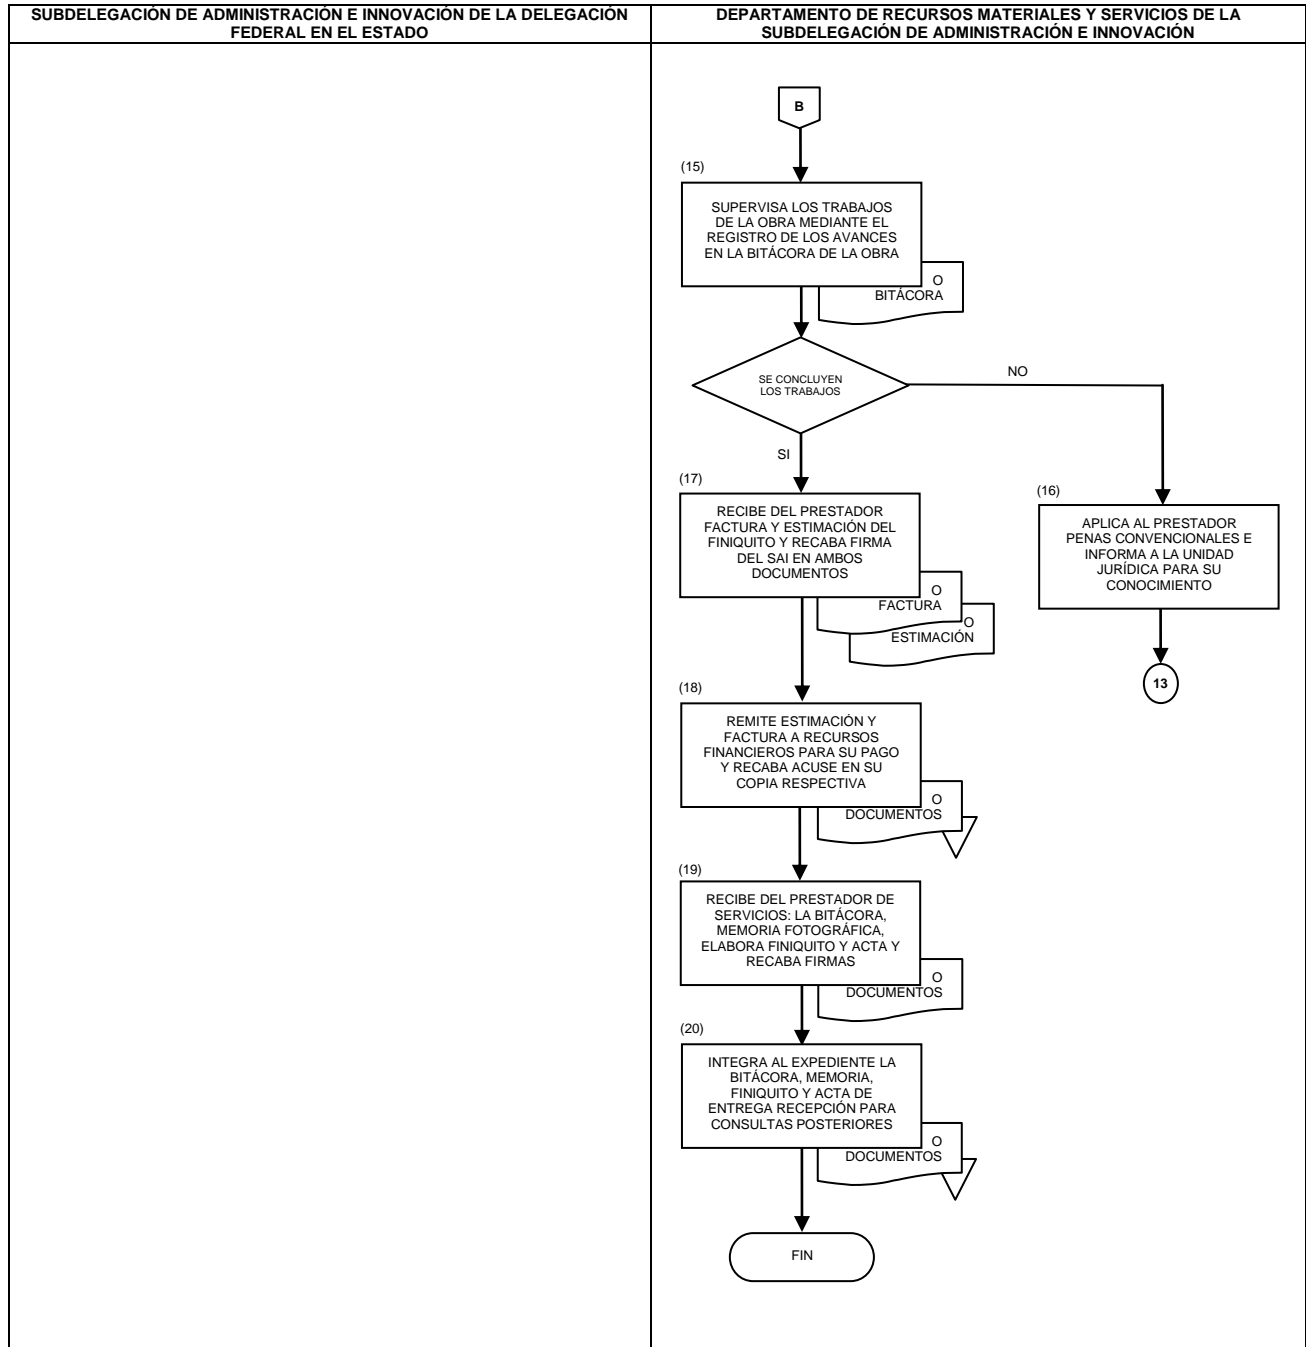 SUBDELEGACIÓN DE ADMINISTRACIÓN E INNOVACIÓN DE LA DELEGACIÓN
FEDERAL EN EL ESTADO
DEPARTAMENTO DE RECURSOS MATERIALES Y SERVICIOS DE LA
SUBDELEGACIÓN DE ADMINISTRACIÓN E INNOVACIÓN
B
(15)
SUPERVISA LOS TRABAJOS
DE LA OBRA MEDIANTE EL
REGISTRO DE LOS AVANCES
EN LA BITÁCORA DE LA OBRA
O
BITÁCORA
SE CONCLUYEN
LOS TRABAJOS
NO
SI
(17)
RECIBE DEL PRESTADOR
FACTURA Y ESTIMACIÓN DEL
FINIQUITO Y RECABA FIRMA
DEL SAI EN AMBOS
DOCUMENTOS
O
FACTURA
O
ESTIMACIÓN
(16)
APLICA AL PRESTADOR
PENAS CONVENCIONALES E
INFORMA A LA UNIDAD
JURÍDICA PARA SU
CONOCIMIENTO
13
(18)
REMITE ESTIMACIÓN Y
FACTURA A RECURSOS
FINANCIEROS PARA SU PAGO
Y RECABA ACUSE EN SU
COPIA RESPECTIVA
O
DOCUMENTOS
(19)
RECIBE DEL PRESTADOR DE
SERVICIOS: LA BITÁCORA,
MEMORIA FOTOGRÁFICA,
ELABORA FINIQUITO Y ACTA Y
RECABA FIRMAS
O
DOCUMENTOS
(20)
INTEGRA AL EXPEDIENTE LA
BITÁCORA, MEMORIA,
FINIQUITO Y ACTA DE
ENTREGA RECEPCIÓN PARA
CONSULTAS POSTERIORES
O
DOCUMENTOS
FIN